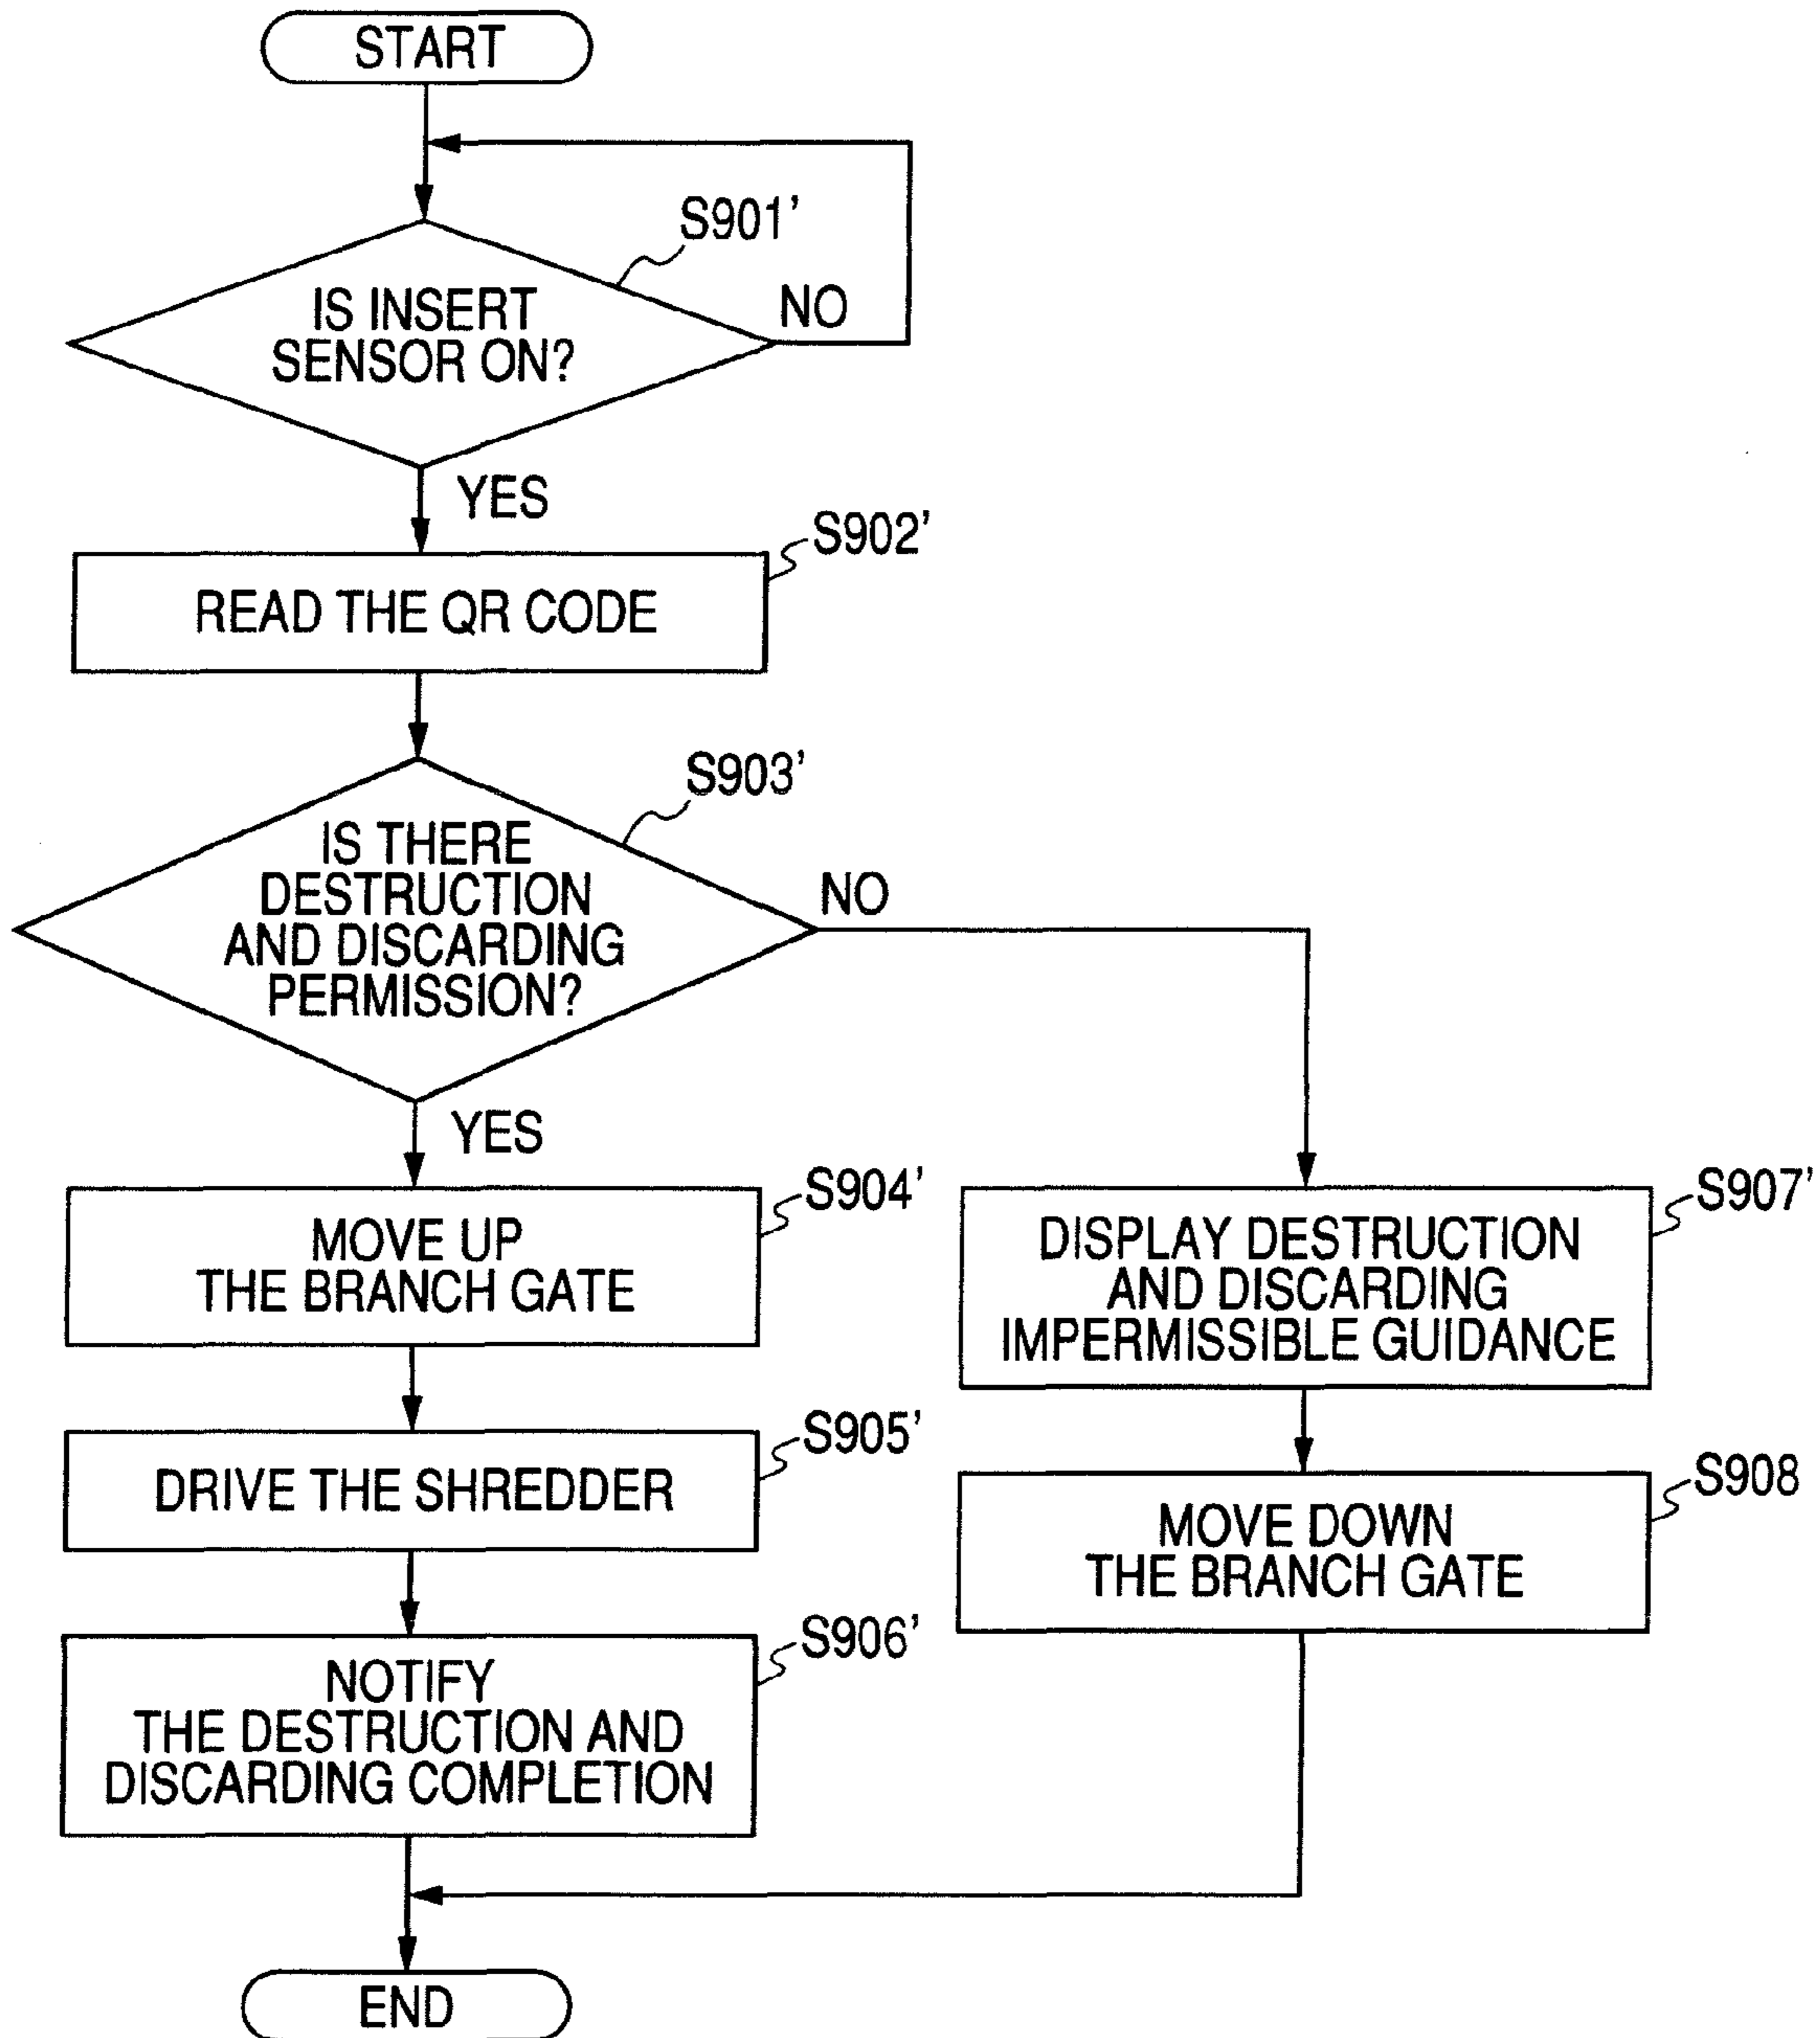 START
S901’
IS INSERT
SENSOR ON?
NO
YES
S902’
READ THE QR CODE
S903’
IS THERE
DESTRUCTION
AND DISCARDING
PERMISSION?
NO
YES
S904’
MOVE UP
THE BRANCH GATE
S907’
DISPLAY DESTRUCTION
AND DISCARDING
IMPERMISSIBLE GUIDANCE
S905’
DRIVE THE SHREDDER
S908
MOVE DOWN
THE BRANCH GATE
S906’
NOTIFY
THE DESTRUCTION AND
DISCARDING COMPLETION
END